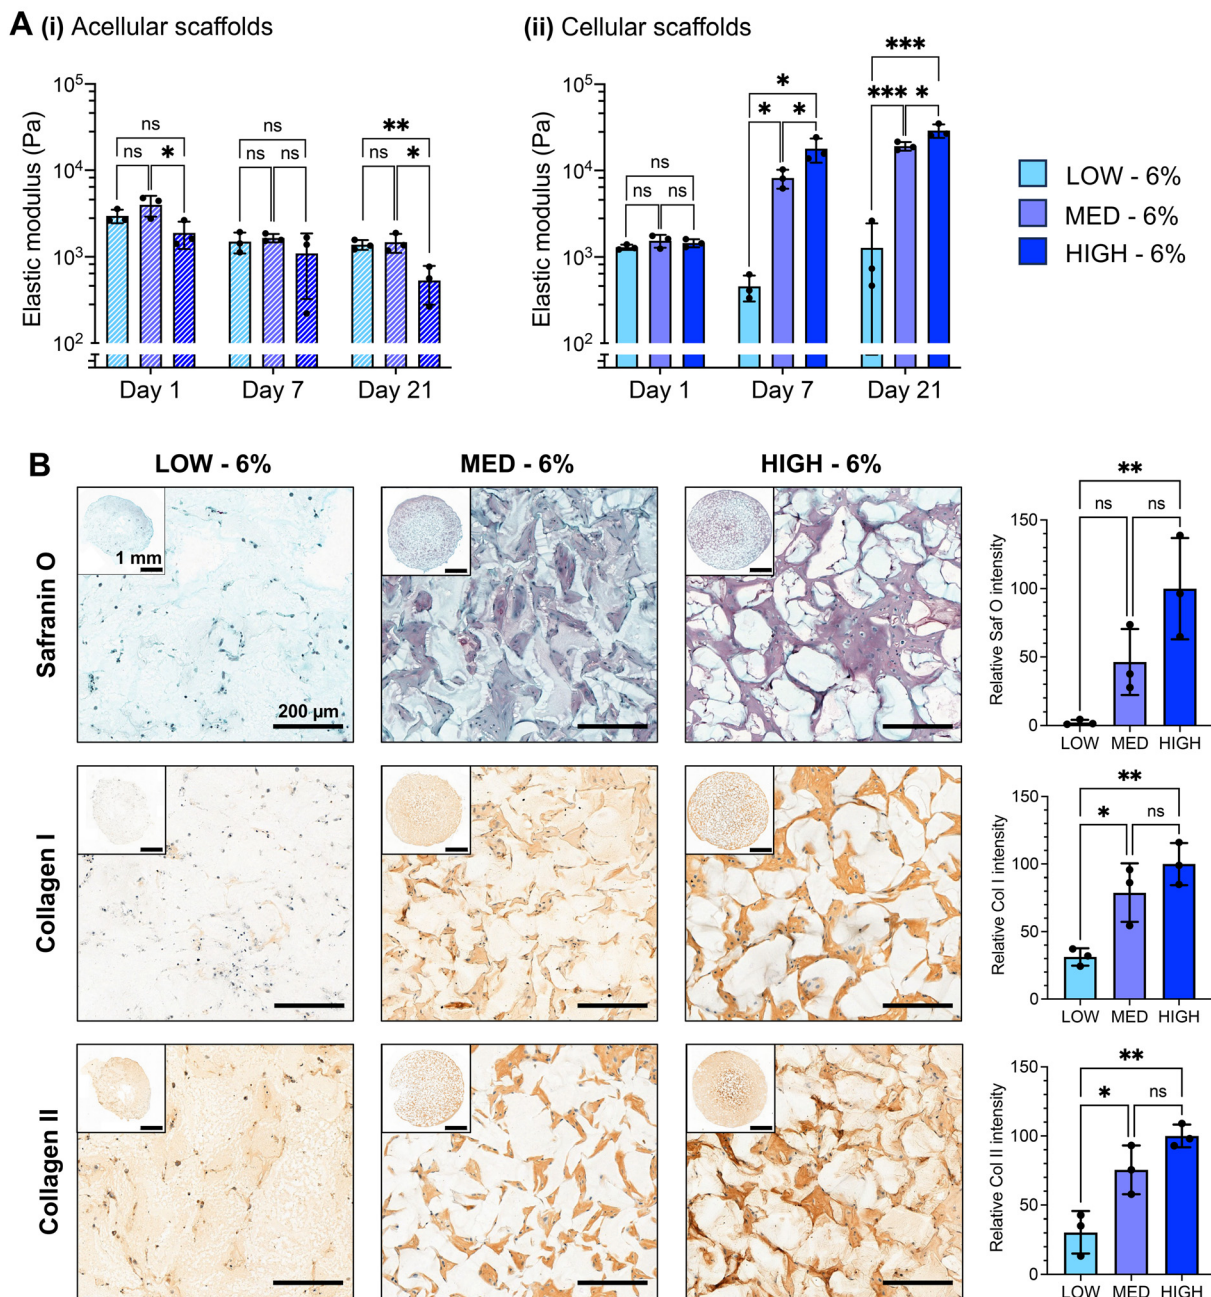 A (i) Acellular scaffolds
Elastic modulus (Pa)
10⁵
10⁴
10³
10²
ns
ns *
ns
ns ns
**
ns *
Day 1 Day 7 Day 21
(ii) Cellular scaffolds
Elastic modulus (Pa)
10⁵
10⁴
10³
10²
ns
ns ns
*
* *
***
*** *
Day 1 Day 7 Day 21
LOW - 6%
MED - 6%
HIGH - 6%
B
LOW - 6% MED - 6% HIGH - 6%
Safranin O
1 mm
200 µm
Relative Saf O intensity
150
100
50
0
**
ns ns
LOW MED HIGH
Collagen I
Relative Col I intensity
150
100
50
0
**
* ns
LOW MED HIGH
Collagen II
Relative Col II intensity
150
100
50
0
**
* ns
LOW MED HIGH